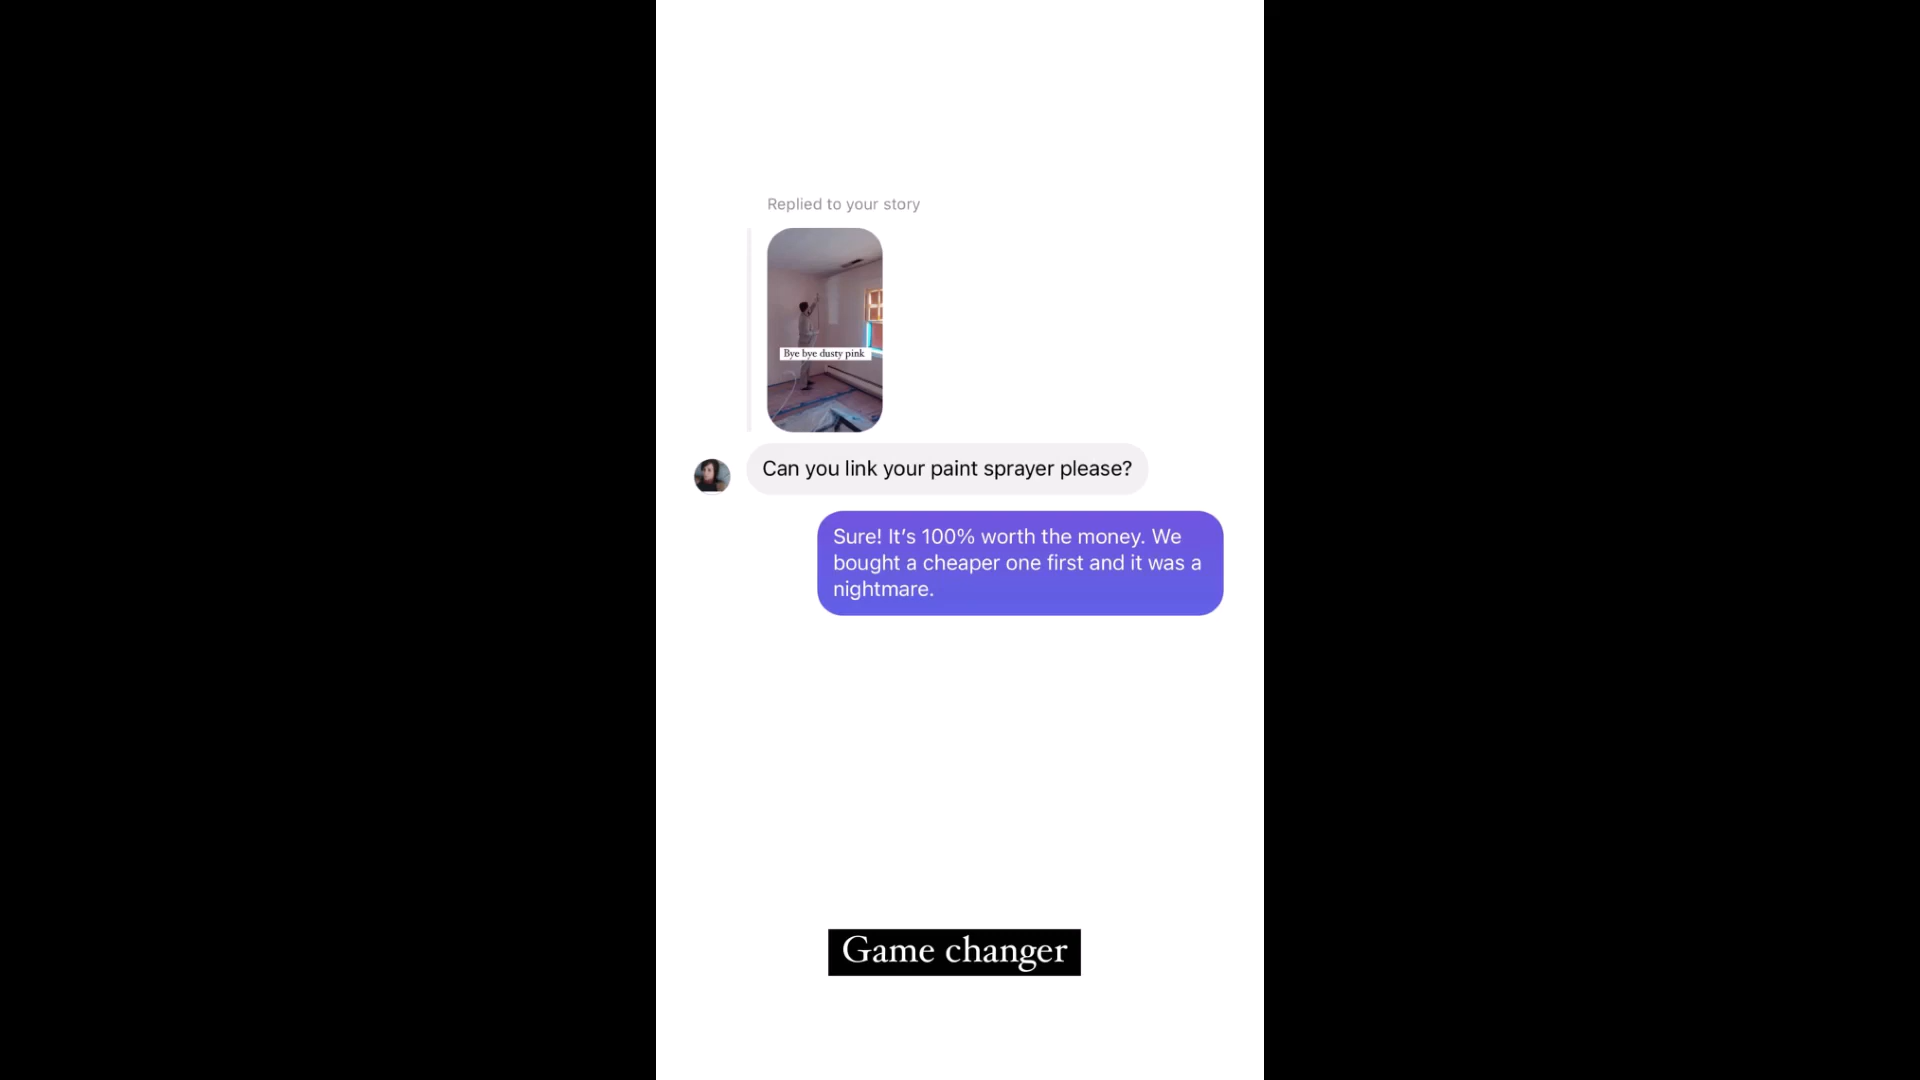 Replied to your story
Bye bye dusty pink
Can you link your paint sprayer please?
Sure! It’s 100% worth the money. We
bought a cheaper one first and it was a
nightmare.
Game changer